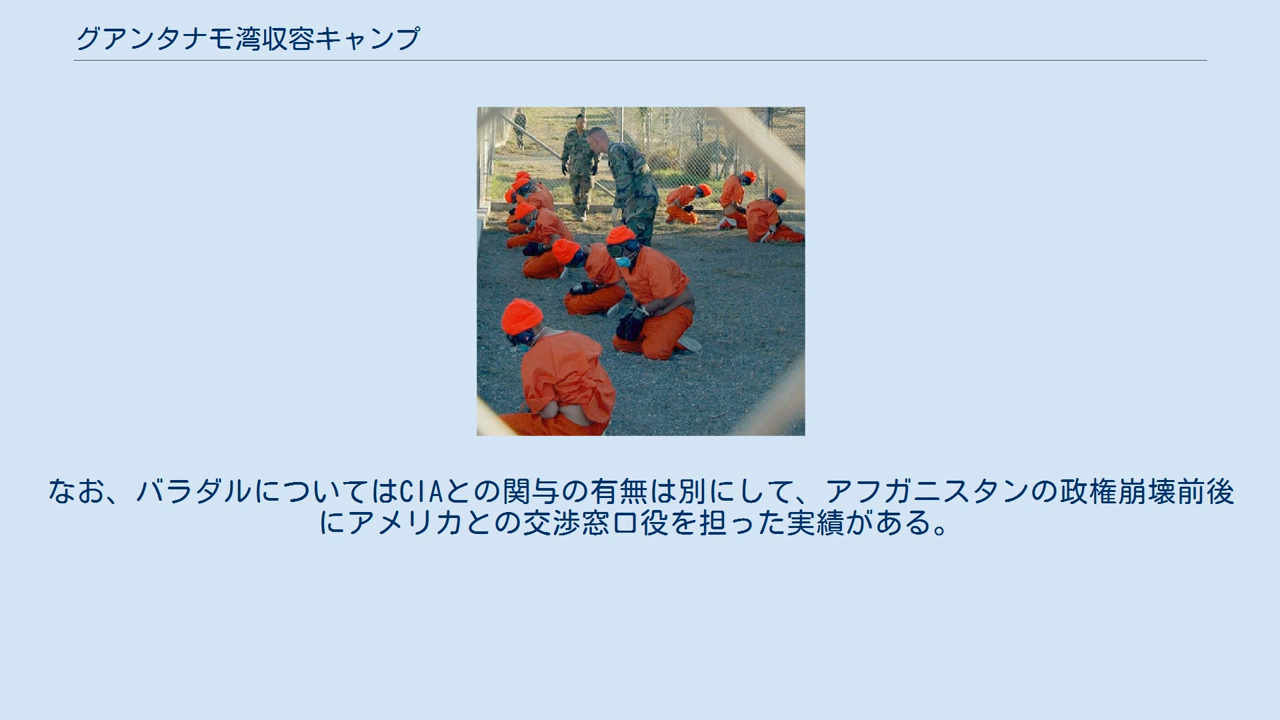 グアンタナモ湾収容キャンプ
なお、バラダルについてはCIAとの関与の有無は別にして、アフガニスタンの政権崩壊前後
にアメリカとの交渉窓口役を担った実績がある。